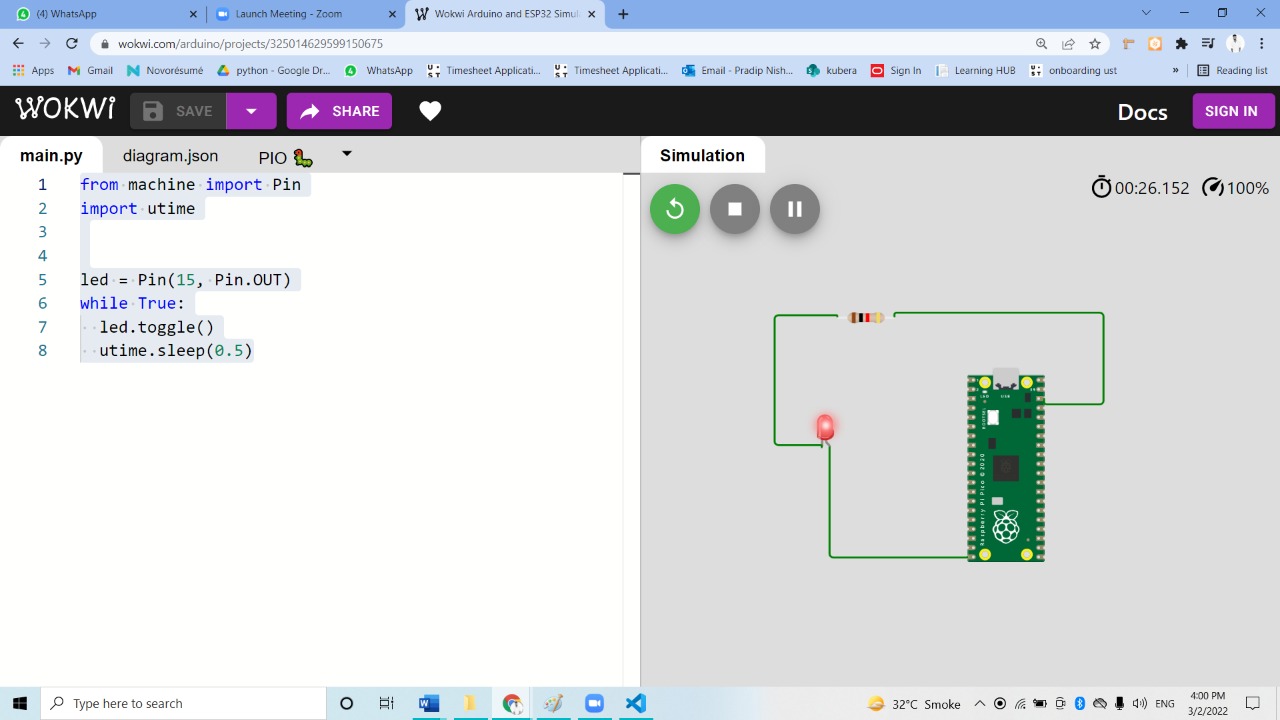 (4) WhatsApp
Launch Meeting - Zoom
Wokwi Arduino and ESP32 Simul
wokwi.com/arduino/projects/325014629599150675
Apps Gmail Novorésumé python - Google Dr... WhatsApp Timesheet Applicati... Timesheet Applicati... Email - Pradip Nish... kubera Sign In Learning HUB onboarding ust » Reading list
WOKWi SAVE SHARE Docs SIGN IN
main.py diagram.json PIO
Simulation
00:26.152 100%
1 from machine import Pin
2 import utime
3
4
5 led = Pin(15, Pin.OUT)
6 while True:
7 led.toggle()
8 utime.sleep(0.5)
LED USB
BOOTSEL
Raspberry Pi Pico © 2020
Type here to search
32°C Smoke
ENG
4:00 PM
3/2/2022